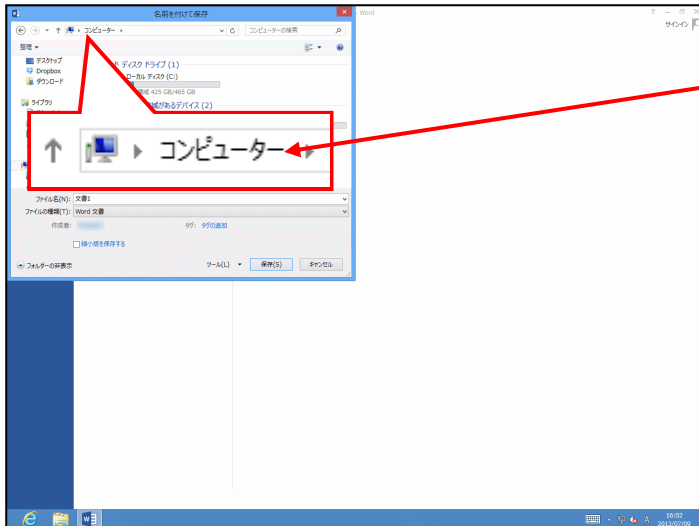 名前を付けて保存
Word
? - ×
サインイン
コンピューター
コンピューターの検索
整理
デスクトップ
Dropbox
ダウンロード
ライブラリ
ド ディスク ドライブ (1)
ーカル ディスク (C:)
域 425 GB/465 GB
域があるデバイス (2)
コンピューター
ファイル名(N): 文書1
ファイルの種類(T): Word 文書
作成者:
タグ: タグの追加
縮小版を保存する
フォルダーの非表示
ツール(L)
保存(S)
キャンセル
A
16:02
2013/07/09